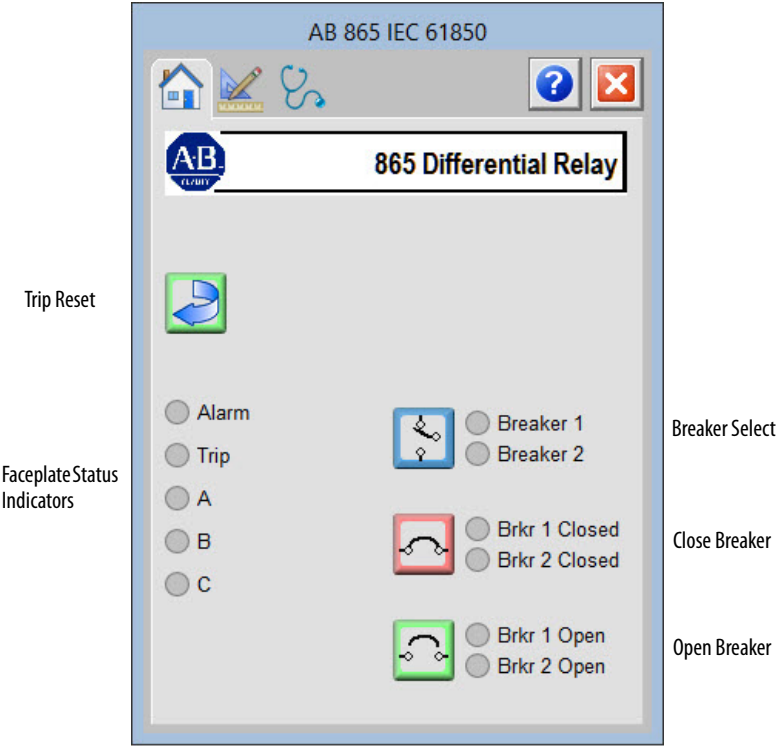 AB 865 IEC 61850
?
AB
865 Differential Relay
Trip Reset
Faceplate Status
Indicators
Alarm
Trip
A
B
C
Breaker 1
Breaker 2
Breaker Select
Brkr 1 Closed
Brkr 2 Closed
Close Breaker
Brkr 1 Open
Brkr 2 Open
Open Breaker